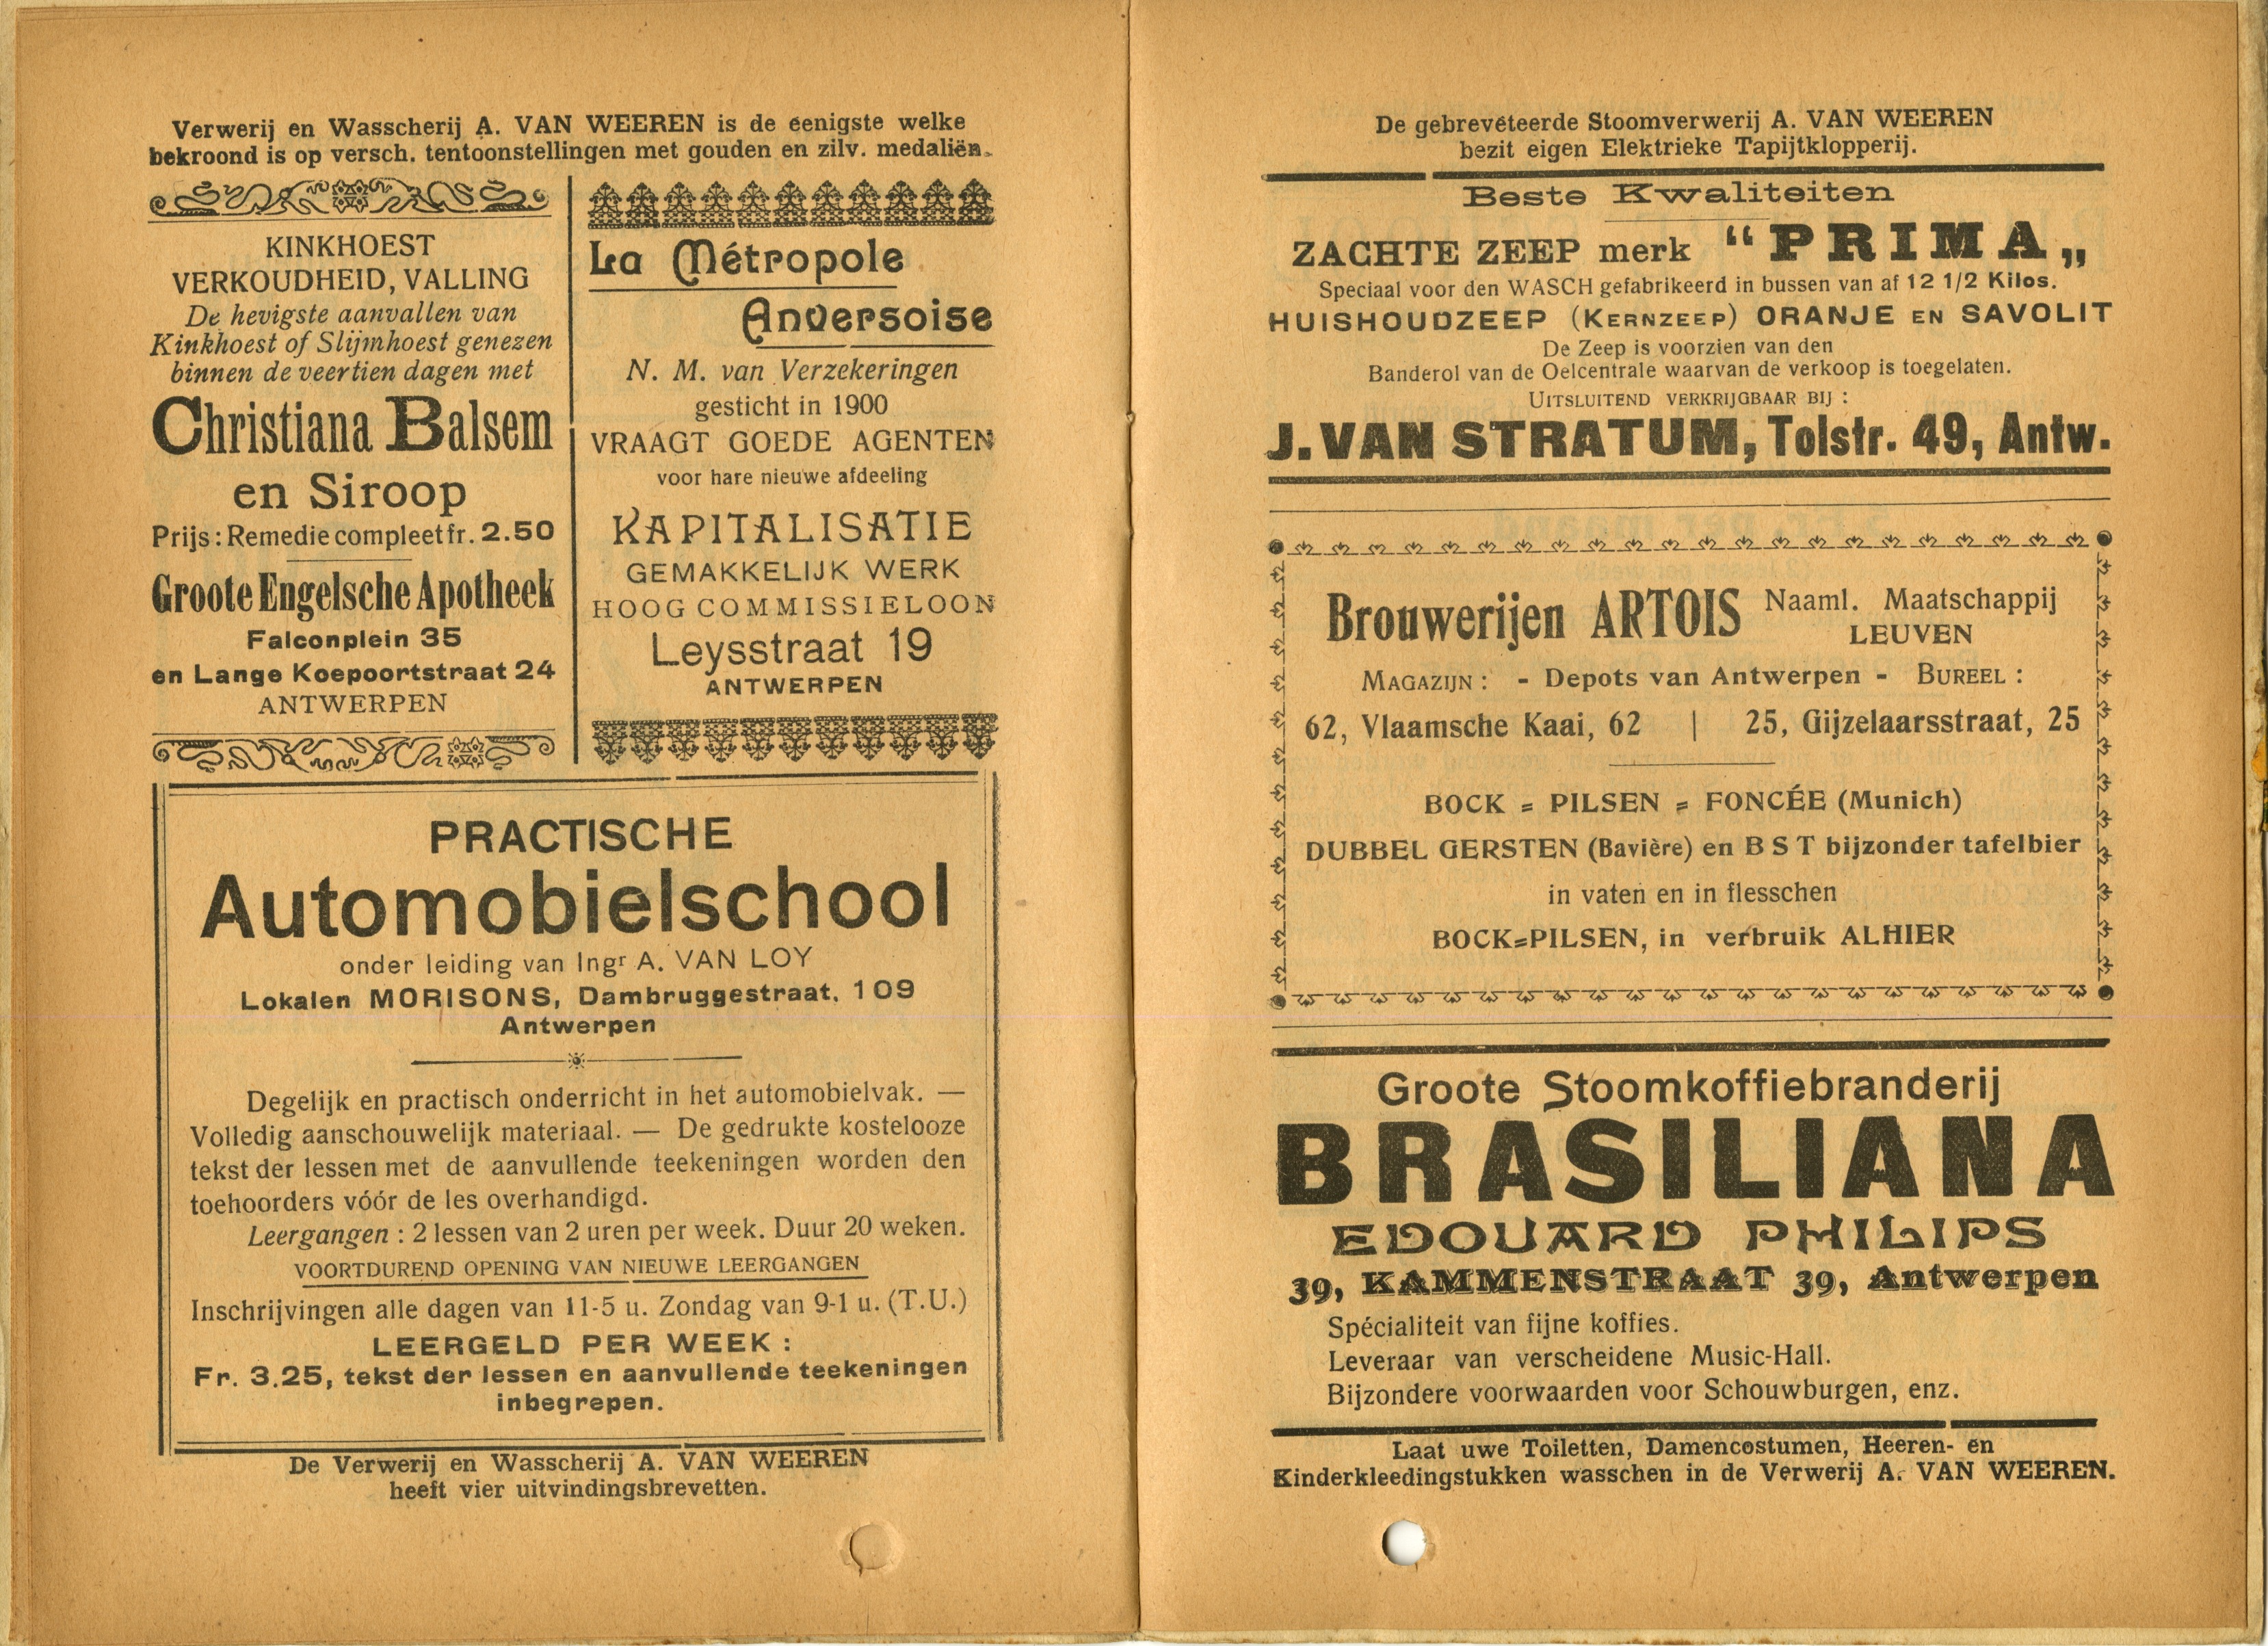 Verwerij en Wasscherij A. VAN WEEREN is de eenigste welke
bekroond is op versch. tentoonstellingen met gouden en zilv. medaliën.
KINKHOEST
VERKOUDHEID, VALLING
De hevigste aanvallen van
Kinkhoest of Slijmhoest genezen
binnen de veertien dagen met
Christiana Balsem
en Siroop
Prijs: Remedie compleet fr. 2.50
Groote Engelsche Apotheek
Falconplein 35
en Lange Koepoortstraat 24
ANTWERPEN
La Métropole
Anversoise
N. M. van Verzekeringen
gesticht in 1900
VRAAGT GOEDE AGENTEN
voor hare nieuwe afdeeling
KAPITALISATIE
GEMAKKELIJK WERK
HOOG COMMISSIELOON
Leysstraat 19
ANTWERPEN
PRACTISCHE
Automobielschool
onder leiding van Ingr A. VAN LOY
Lokalen MORISONS, Dambruggestraat. 109
Antwerpen
Degelijk en practisch onderricht in het automobielvak. —
Volledig aanschouwelijk materiaal. — De gedrukte kostelooze
tekst der lessen met de aanvullende teekeningen worden den
toehoorders vóór de les overhandigd.
Leergangen : 2 lessen van 2 uren per week. Duur 20 weken.
VOORTDUREND OPENING VAN NIEUWE LEERGANGEN
Inschrijvingen alle dagen van 11-5 u. Zondag van 9-1 u. (T.U.)
LEERGELD PER WEEK :
Fr. 3.25, tekst der lessen en aanvullende teekeningen
inbegrepen.
De Verwerij en Wasscherij A. VAN WEEREN
heeft vier uitvindingsbrevetten.
De gebrevéteerde Stoomverwerij A. VAN WEEREN
bezit eigen Elektrieke Tapijtklopperij.
Beste Kwaliteiten
ZACHTE ZEEP merk “PRIMA„
Speciaal voor den WASCH gefabrikeerd in bussen van af 12 1/2 Kilos.
HUISHOUDZEEP (KERNZEEP) ORANJE EN SAVOLIT
De Zeep is voorzien van den
Banderol van de Oelcentrale waarvan de verkoop is toegelaten.
UITSLUITEND VERKRIJGBAAR BIJ :
J. VAN STRATUM, Tolstr. 49, Antw.
Brouwerijen ARTOIS Naaml. Maatschappij
LEUVEN
MAGAZIJN : - Depots van Antwerpen - BUREEL :
62, Vlaamsche Kaai, 62 | 25, Gijzelaarsstraat, 25
BOCK = PILSEN = FONCÉE (Munich)
DUBBEL GERSTEN (Bavière) en B S T bijzonder tafelbier
in vaten en in flesschen
BOCK=PILSEN, in verbruik ALHIER
Groote Stoomkoffiebranderij
BRASILIANA
EDOUARD PHILIPS
39, KAMMENSTRAAT 39, Antwerpen
Spécialiteit van fijne koffies.
Leveraar van verscheidene Music-Hall.
Bijzondere voorwaarden voor Schouwburgen, enz.
Laat uwe Toiletten, Damencostumen, Heeren- en
Kinderkleedingstukken wasschen in de Verwerij A. VAN WEEREN.